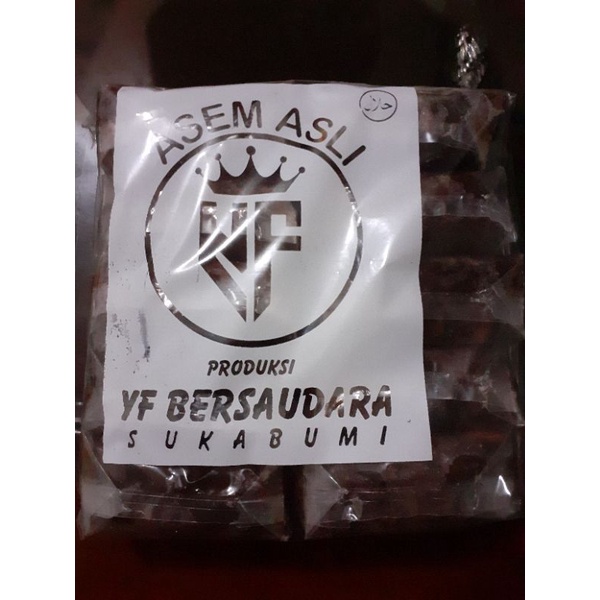 حلال
ASEM ASLI
YF
PRODUKSI
YF BERSAUDARA
SUKABUMI